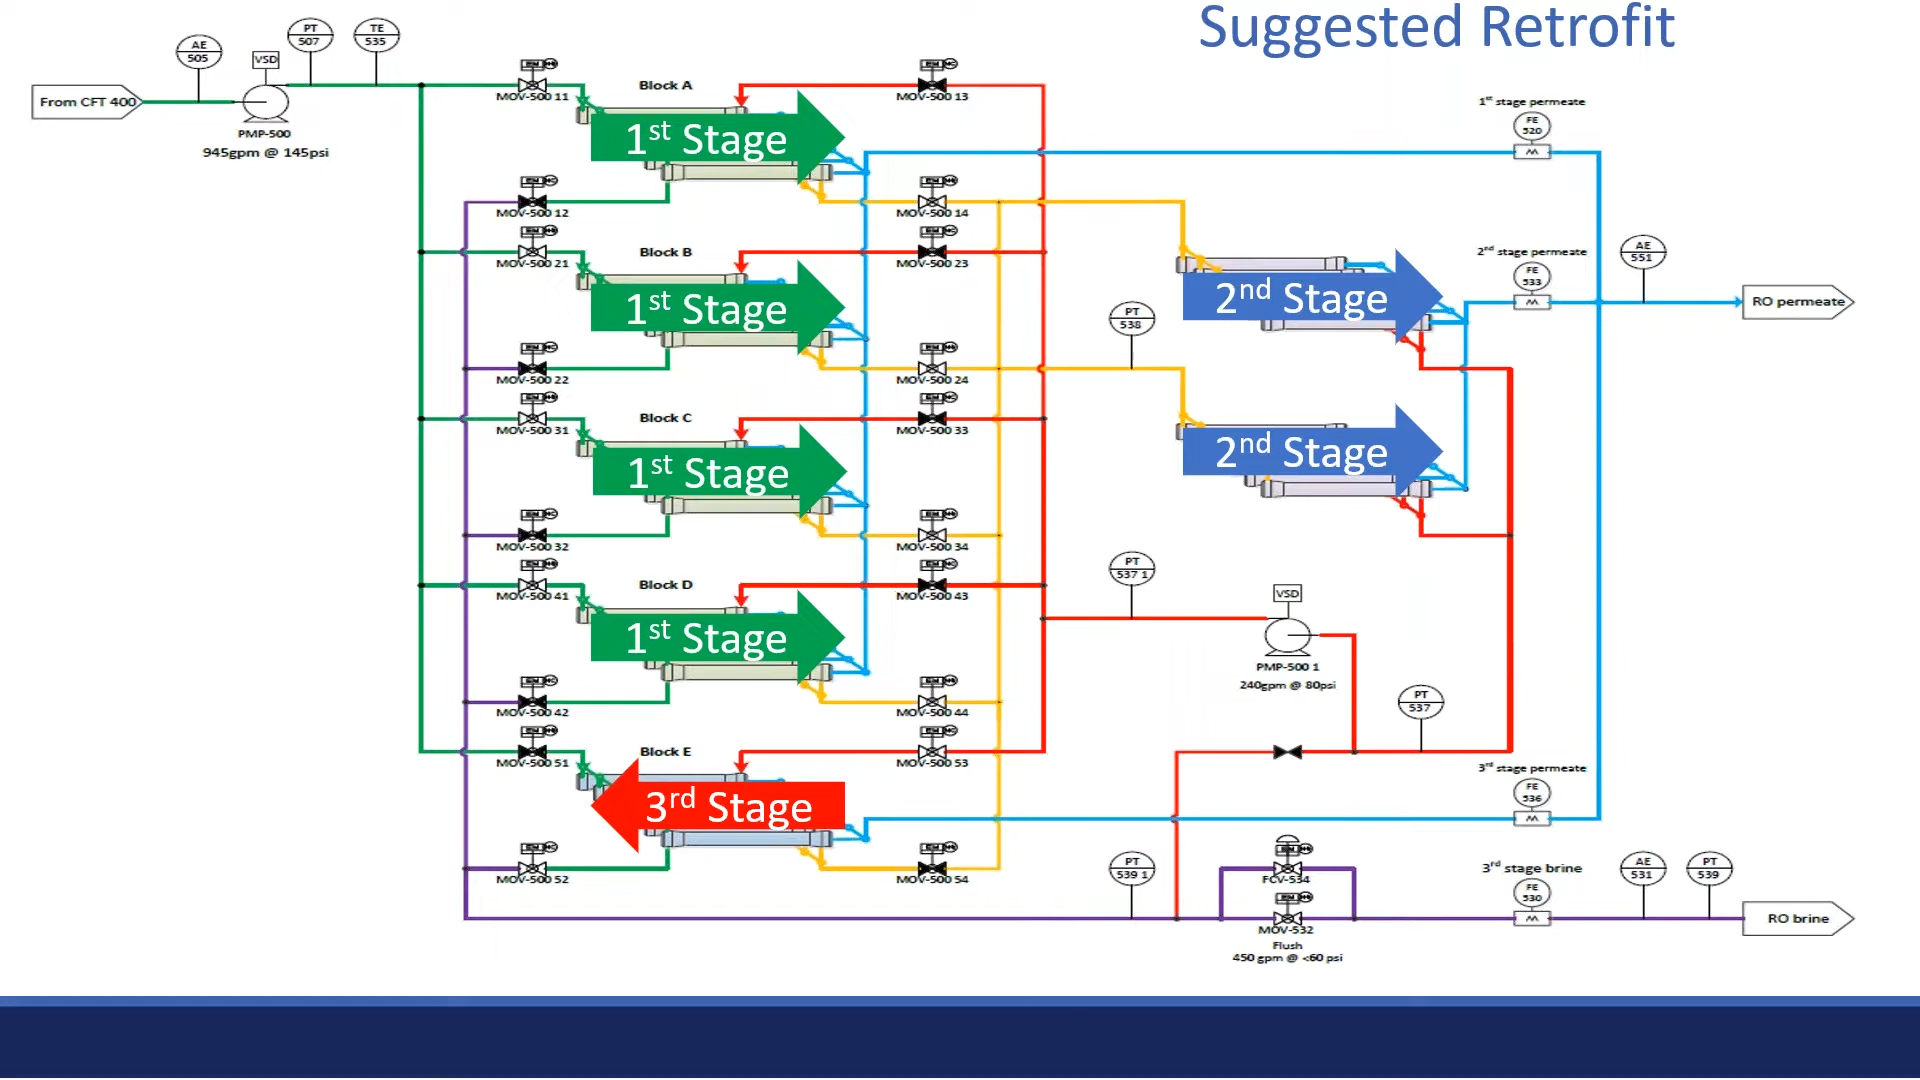 Suggested Retrofit
From CFT 400
AE
505
VSD
PT
507
TE
535
PMP-500
945gpm @ 145psi
MOV-500 11
Block A
MOV-500 13
1st Stage
MOV-500 12
MOV-500 14
MOV-500 21
Block B
MOV-500 23
1st Stage
MOV-500 22
MOV-500 24
MOV-500 31
Block C
MOV-500 33
1st Stage
MOV-500 32
MOV-500 34
MOV-500 41
Block D
MOV-500 43
1st Stage
MOV-500 42
MOV-500 44
MOV-500 51
Block E
MOV-500 53
3rd Stage
MOV-500 52
MOV-500 54
1st stage permeate
FE
520
2nd stage permeate
FE
533
AE
551
RO permeate
2nd Stage
PT
538
2nd Stage
PT
537 1
VSD
PMP-500 1
240gpm @ 80psi
PT
537
3rd stage permeate
FE
536
PT
539 1
FCV-534
MOV-532
Flush
450 gpm @ <60 psi
3rd stage brine
FE
530
AE
531
PT
539
RO brine